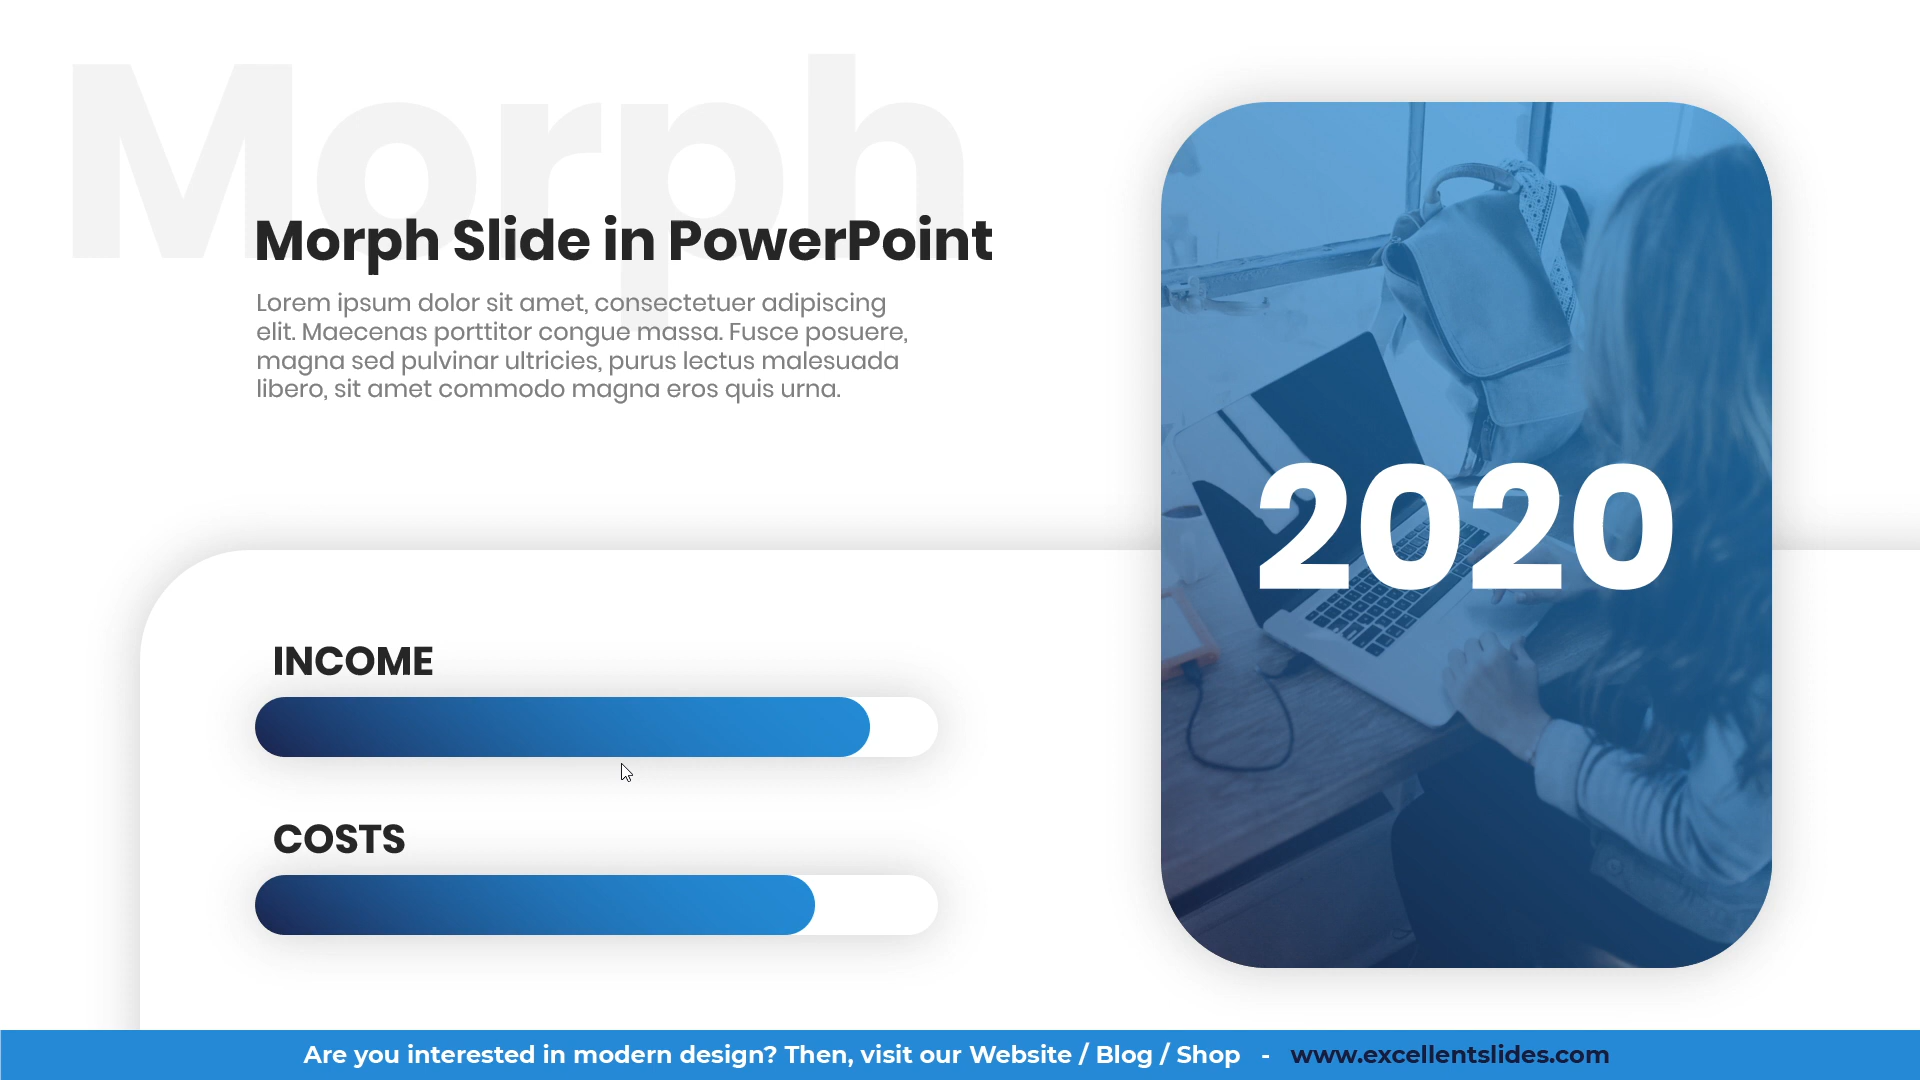 Morph
Morph Slide in PowerPoint
Lorem ipsum dolor sit amet, consectetuer adipiscing
elit. Maecenas porttitor congue massa. Fusce posuere,
magna sed pulvinar ultricies, purus lectus malesuada
libero, sit amet commodo magna eros quis urna.
2020
INCOME
COSTS
Are you interested in modern design? Then, visit our Website / Blog / Shop - www.excellentslides.com